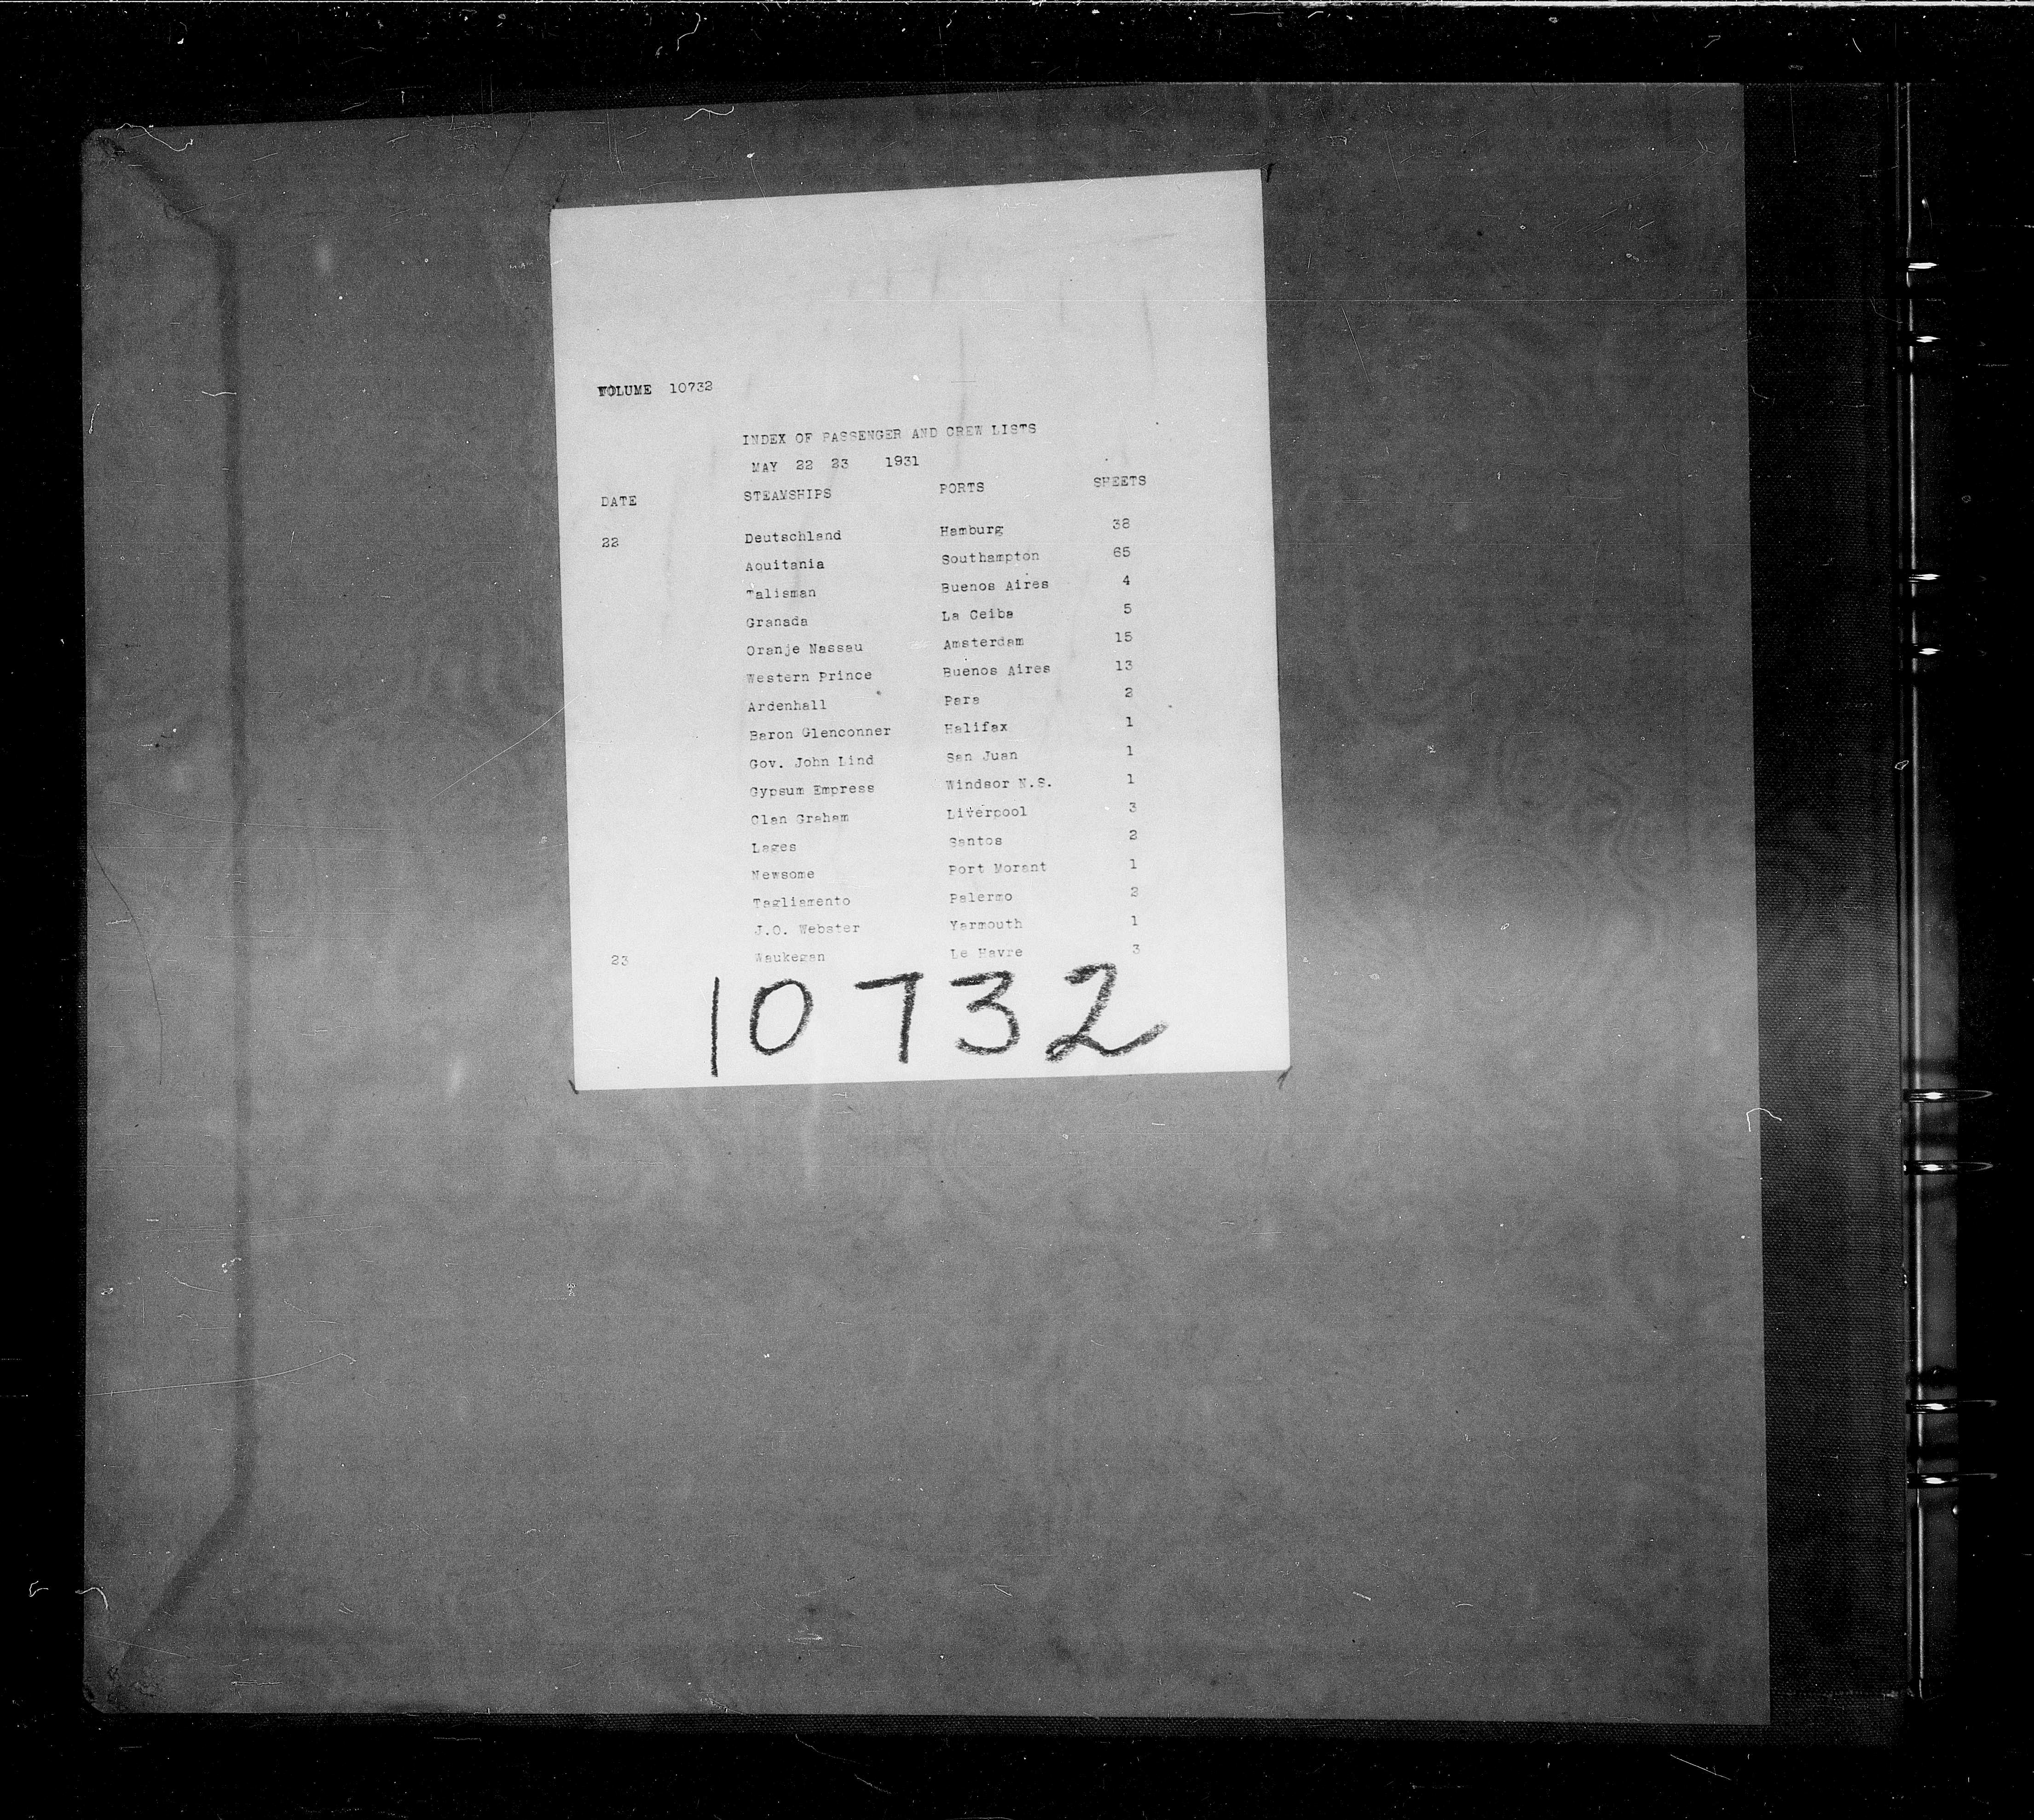 VOLUME 10732
INDEX OF PASSENGER AND CREW LISTS
MAY 22 23 1931
DATE STEAMSHIPS PORTS SHEETS
22 Deutschland Hamburg 38
Aquitania Southampton 65
Talisman Buenos Aires 4
Granada La Ceiba 5
Oranje Nassau Amsterdam 15
Western Prince Buenos Aires 13
Ardenhall Para 2
Baron Glenconner Halifax 1
Gov. John Lind San Juan 1
Gypsum Empress Windsor N.S. 1
Clan Graham Liverpool 3
Lages Santos 2
Newsome Port Morant 1
Tagliamento Palermo 2
J.O. Webster Yarmouth 1
23 Waukegan Le Havre 3
10732